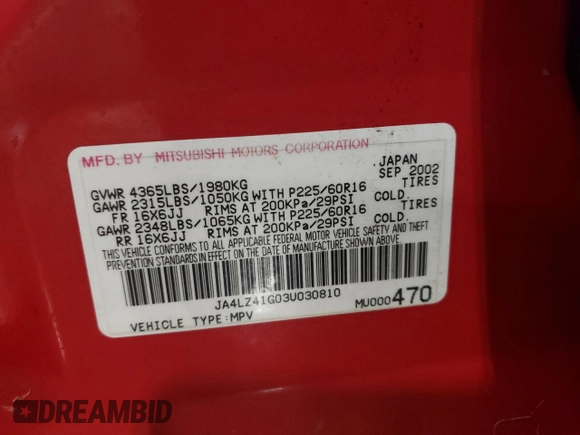 MFD. BY MITSUBISHI MOTORS CORPORATION
JAPAN
SEP 2002
GVWR 4365LBS/1980KG
GAWR 2315LBS/1050KG WITH P225/60R16 TIRES
FR 16X6JJ RIMS AT 200KPa/29PSI COLD.
GAWR 2348LBS/1065KG WITH P225/60R16 TIRES
RR 16X6JJ RIMS AT 200KPa/29PSI COLD.
THIS VEHICLE CONFORMS TO ALL APPLICABLE FEDERAL MOTOR VEHICLE SAFETY AND THEFT
PREVENTION STANDARDS IN EFFECT ON THE DATE OF MANUFACTURE SHOWN ABOVE.
JA4LZ41G03U030810
MU000470
VEHICLE TYPE:MPV
DREAMBID